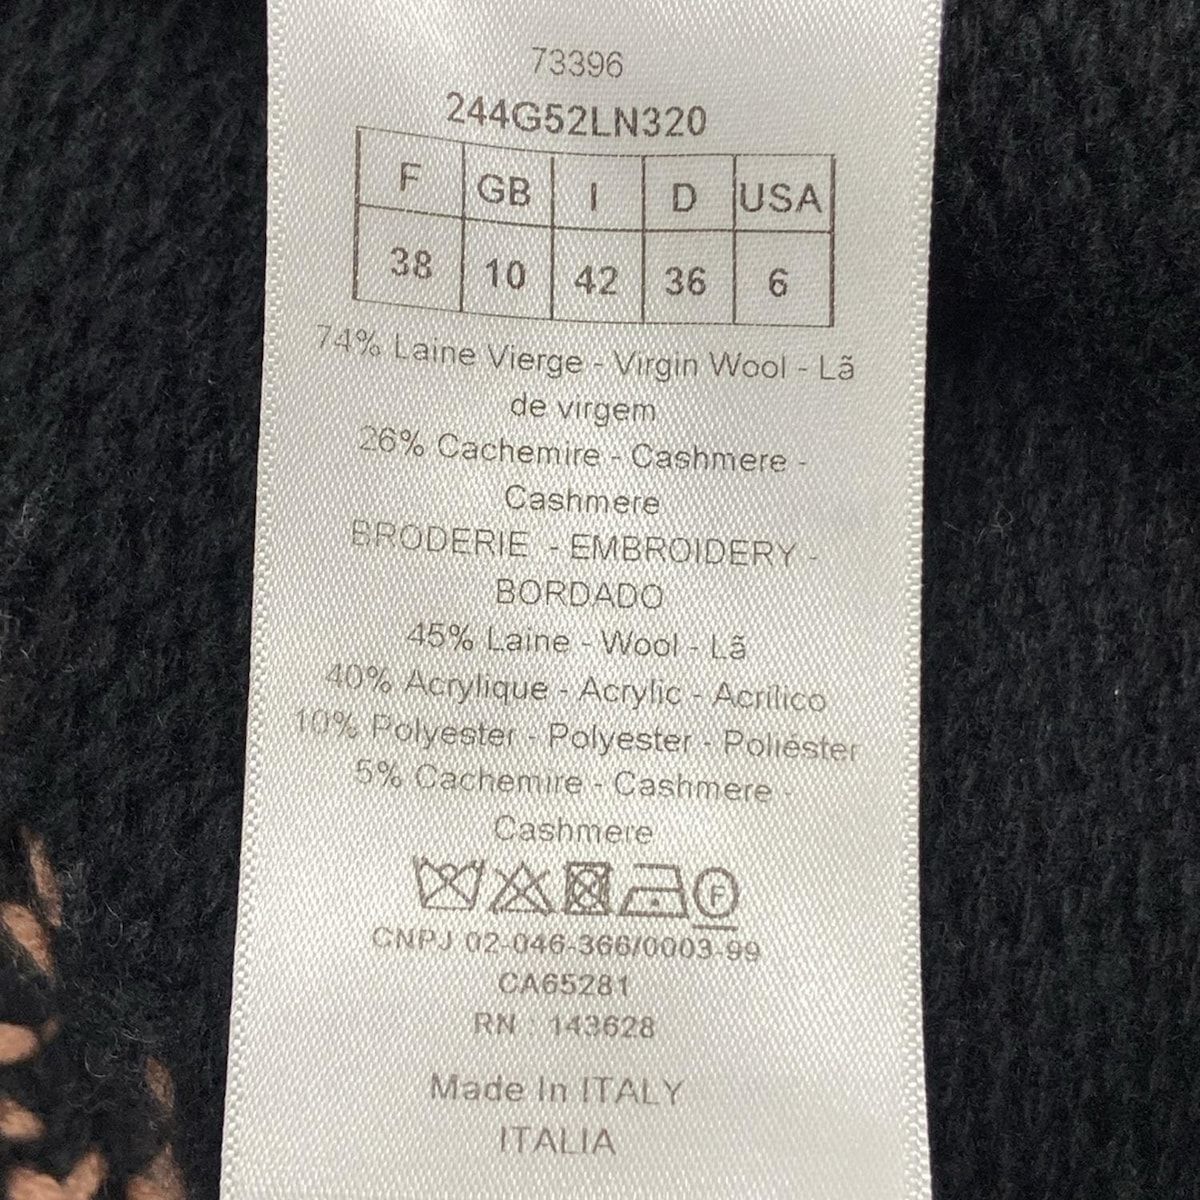 73396
244G52LN320
F GB I D USA
38 10 42 36 6
74% Laine Vierge - Virgin Wool - Lã
de virgem
26% Cachemire - Cashmere -
Cashmere
BRODERIE - EMBROIDERY -
BORDADO
45% Laine - Wool - Lã
40% Acrylique - Acrylic - Acrílico
10% Polyester - Polyester - Poliéster
5% Cachemire - Cashmere -
Cashmere
F
CNPJ 02-046-366/0003-99
CA65281
RN : 143628
Made In ITALY
ITALIA